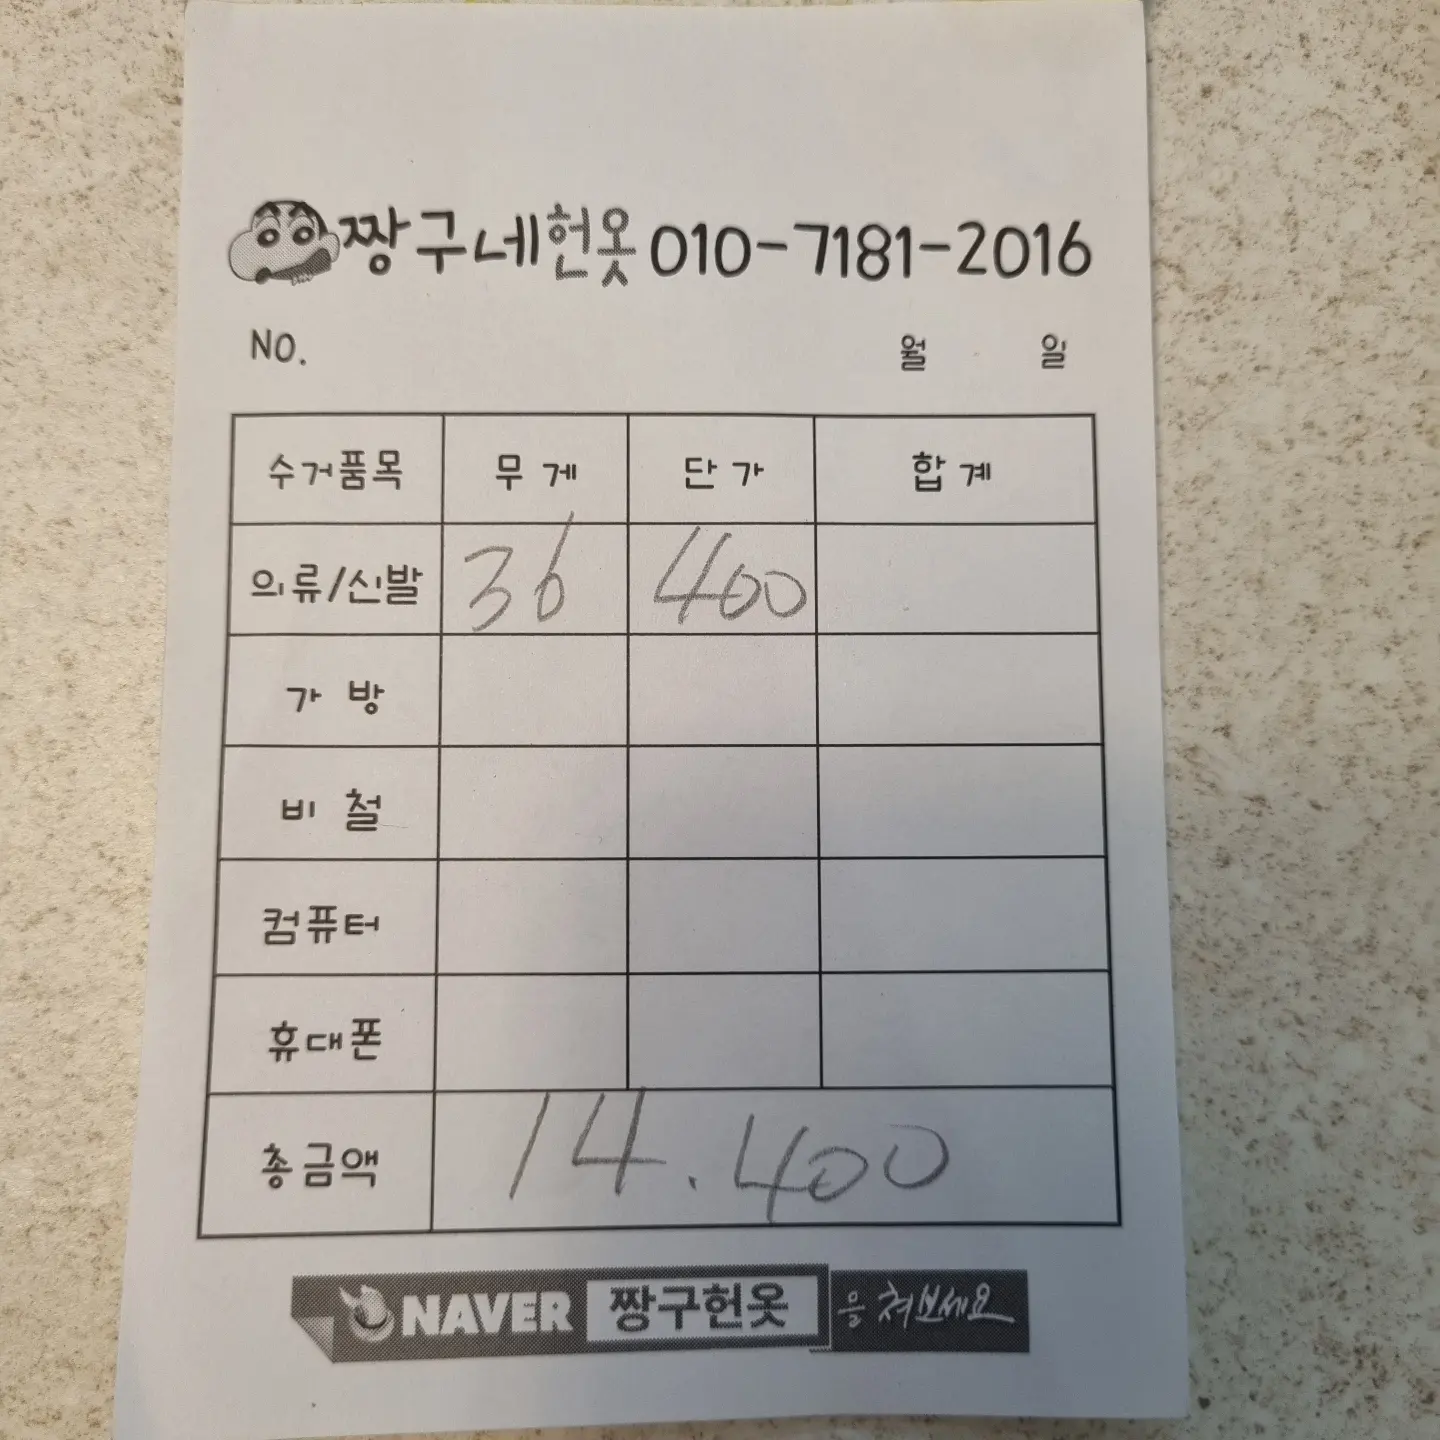 짱구네헌옷 010-7181-2016
NO. 월 일
수거품목 무게 단가 합계
의류/신발 36 400
가방
비철
컴퓨터
휴대폰
총금액 14.400
NAVER 짱구헌옷 을 쳐보세요